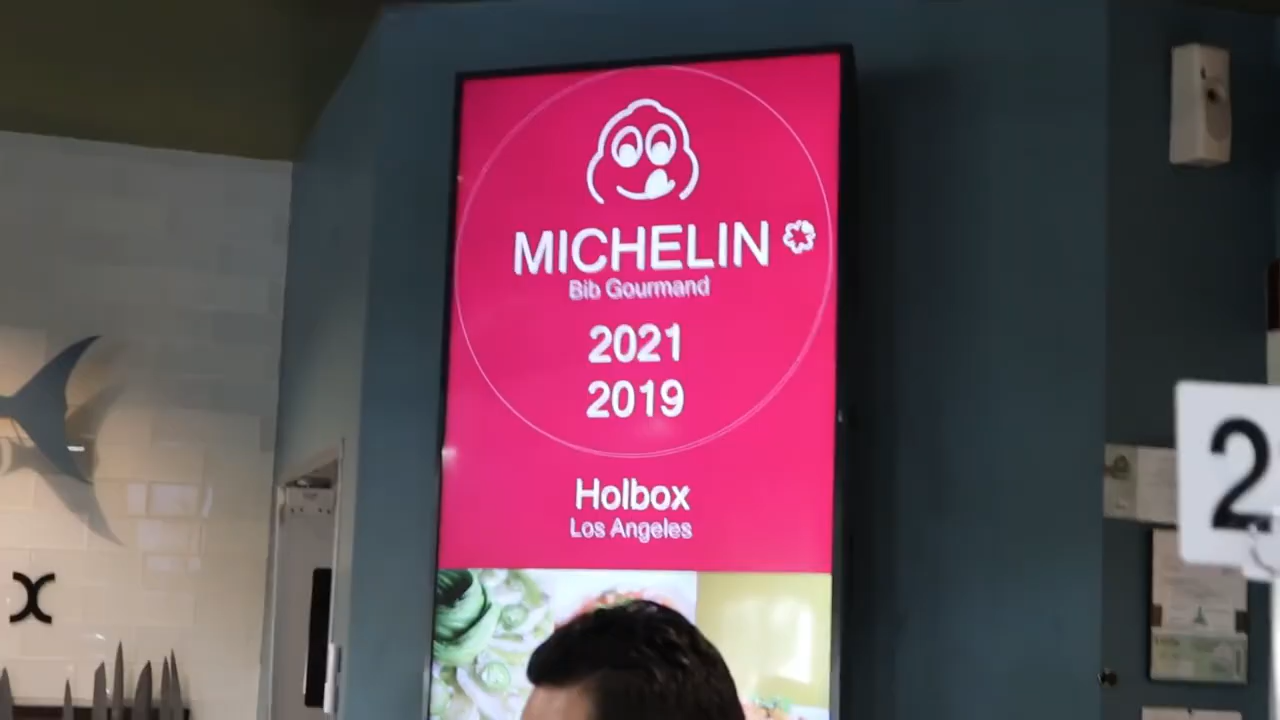 MICHELIN
Bib Gourmand
2021
2019
Holbox
Los Angeles
2